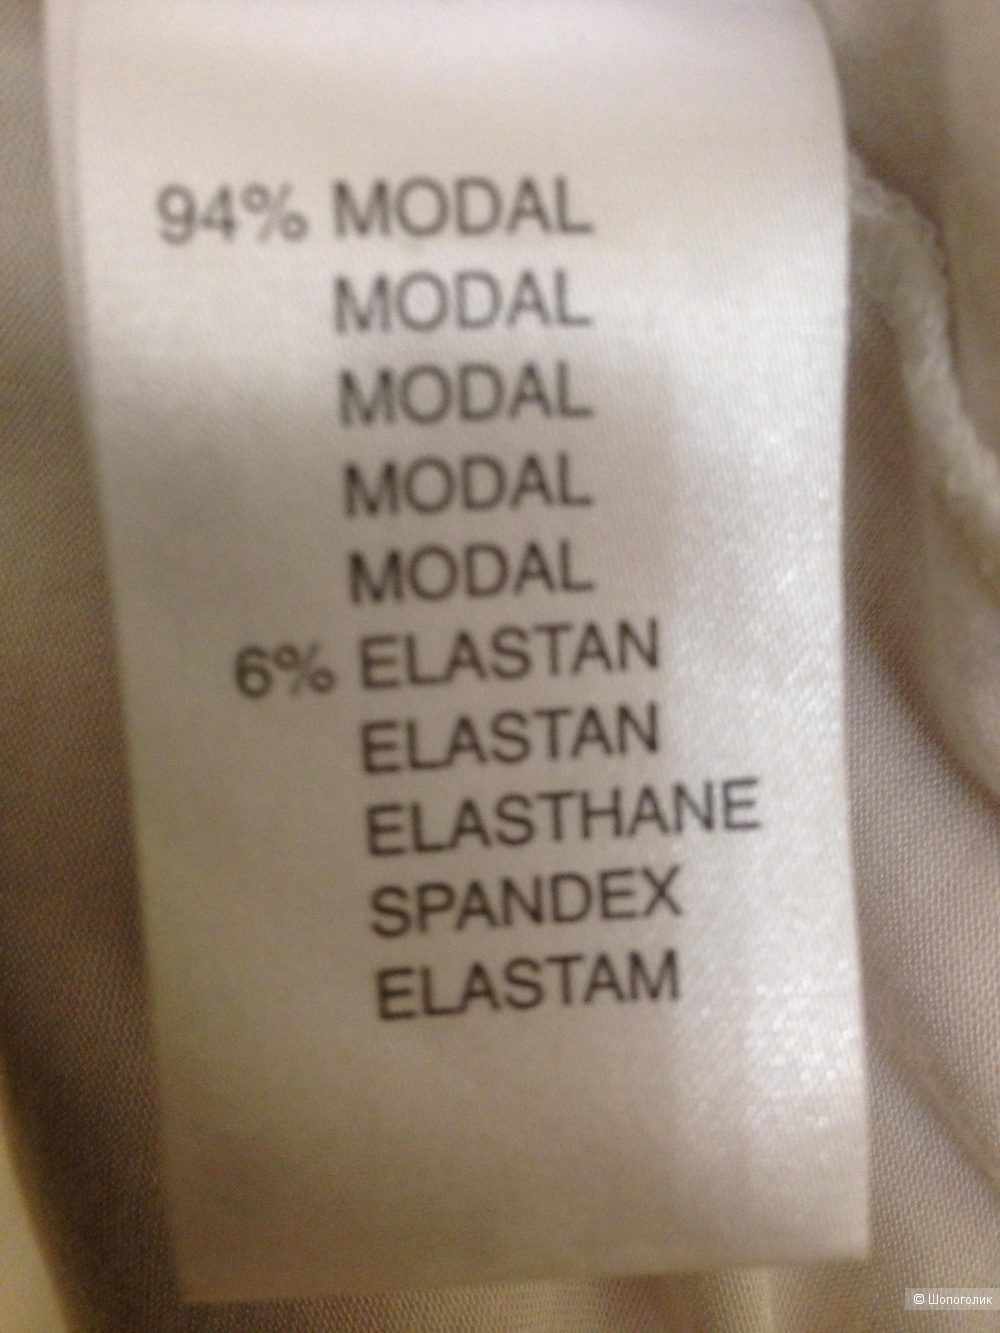 94% MODAL
MODAL
MODAL
MODAL
MODAL
6% ELASTAN
ELASTAN
ELASTHANE
SPANDEX
ELASTAM
© Шопоголик